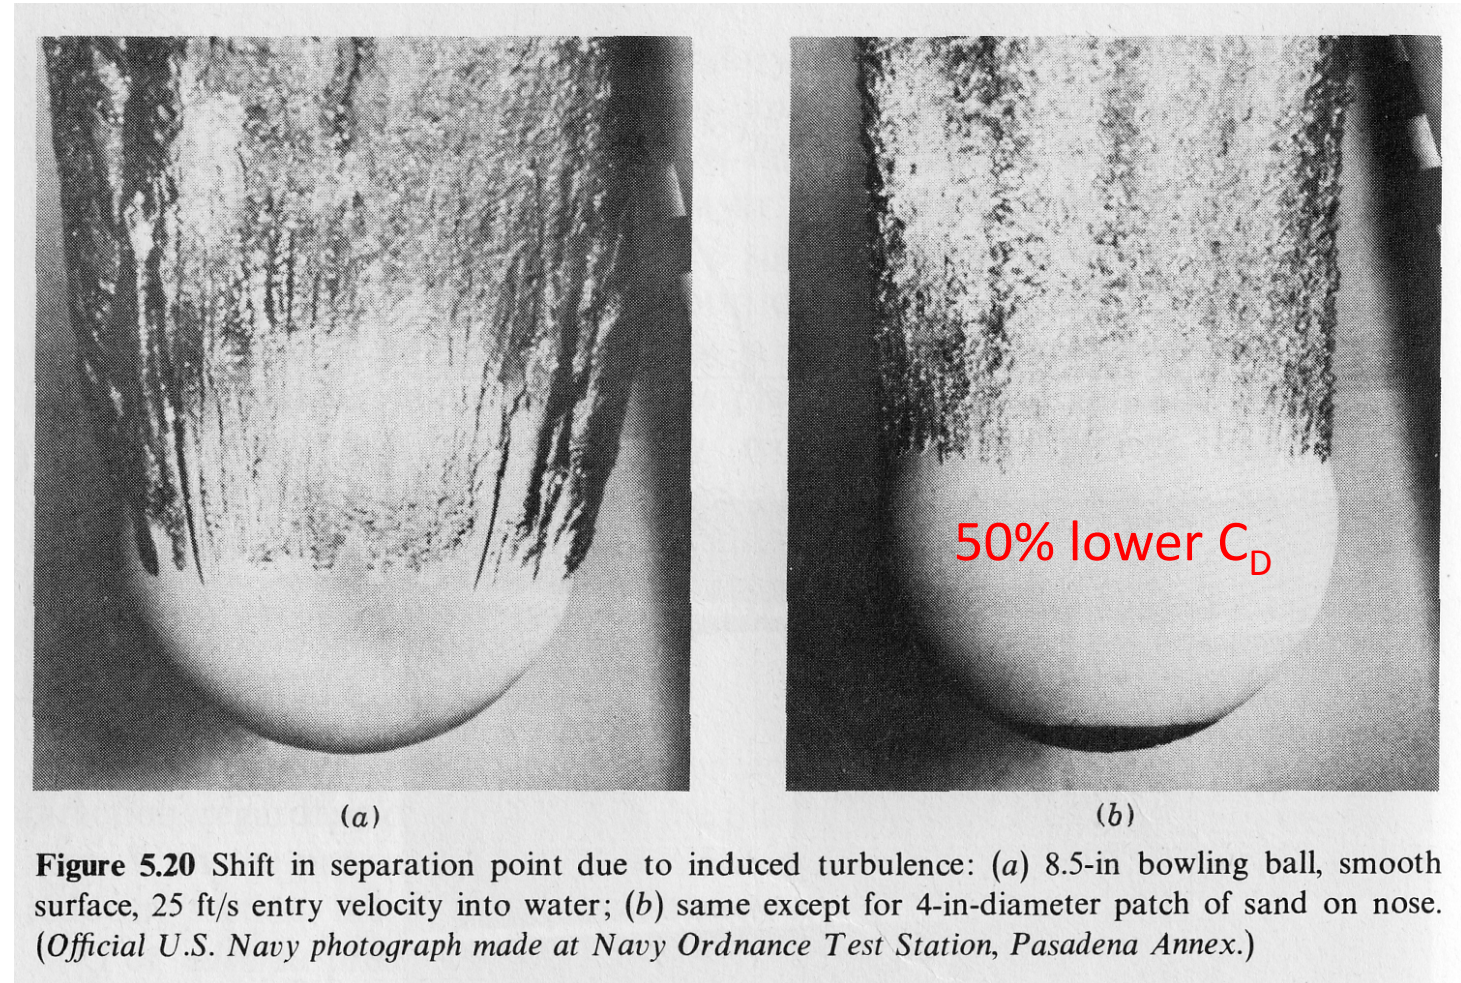 50% lower CD
(a)
(b)
Figure 5.20 Shift in separation point due to induced turbulence: (a) 8.5-in bowling ball, smooth
surface, 25 ft/s entry velocity into water; (b) same except for 4-in-diameter patch of sand on nose.
(Official U.S. Navy photograph made at Navy Ordnance Test Station, Pasadena Annex.)